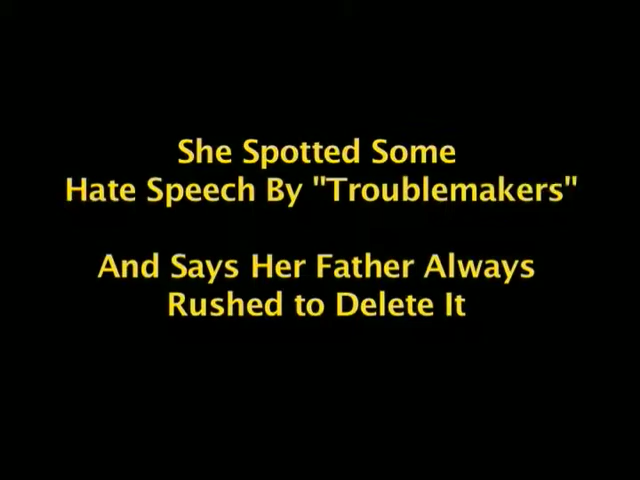 She Spotted Some
Hate Speech By "Troublemakers"
And Says Her Father Always
Rushed to Delete It